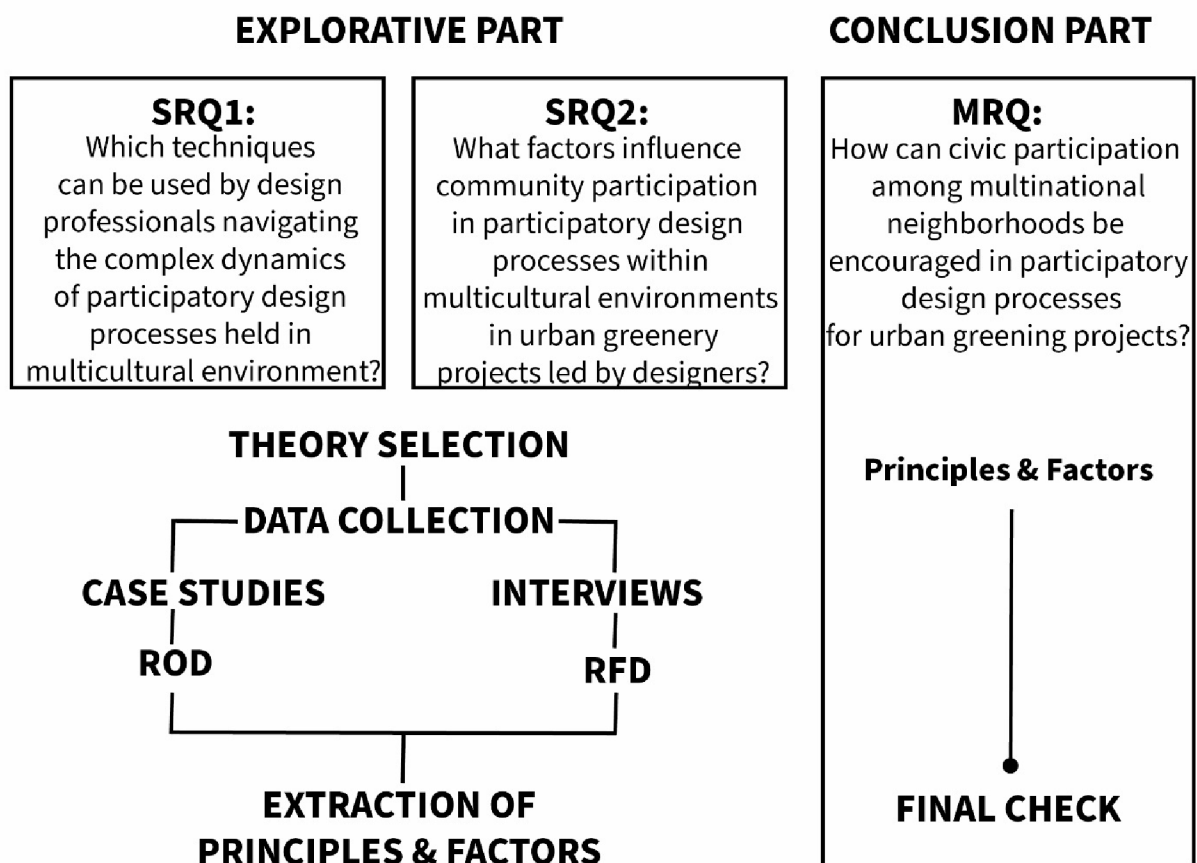 EXPLORATIVE PART
SRQ1:
Which techniques
can be used by design
professionals navigating
the complex dynamics
of participatory design
processes held in
multicultural environment?
SRQ2:
What factors influence
community participation
in participatory design
processes within
multicultural environments
in urban greenery
projects led by designers?
THEORY SELECTION
DATA COLLECTION
CASE STUDIES
INTERVIEWS
ROD
RFD
EXTRACTION OF
PRINCIPLES & FACTORS
CONCLUSION PART
MRQ:
How can civic participation
among multinational
neighborhoods be
encouraged in participatory
design processes
for urban greening projects?
Principles & Factors
FINAL CHECK